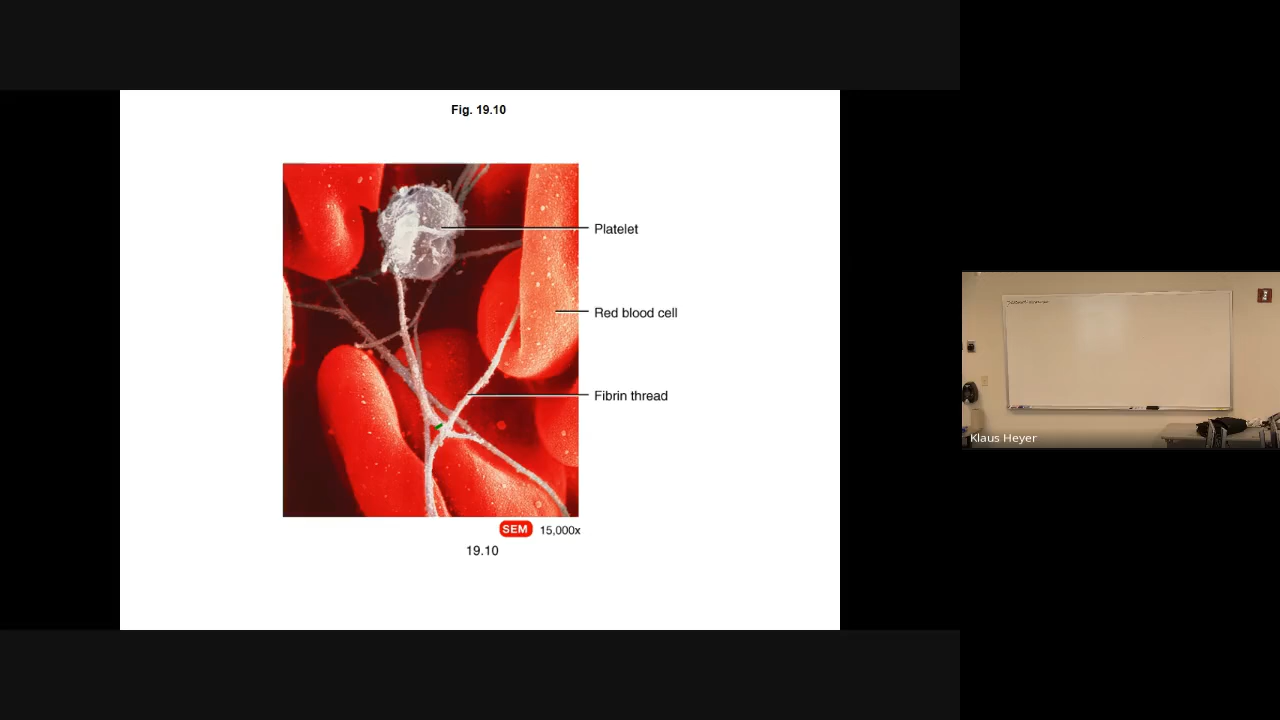 Fig. 19.10
Platelet
Red blood cell
Fibrin thread
SEM 15,000x
19.10
Klaus Heyer